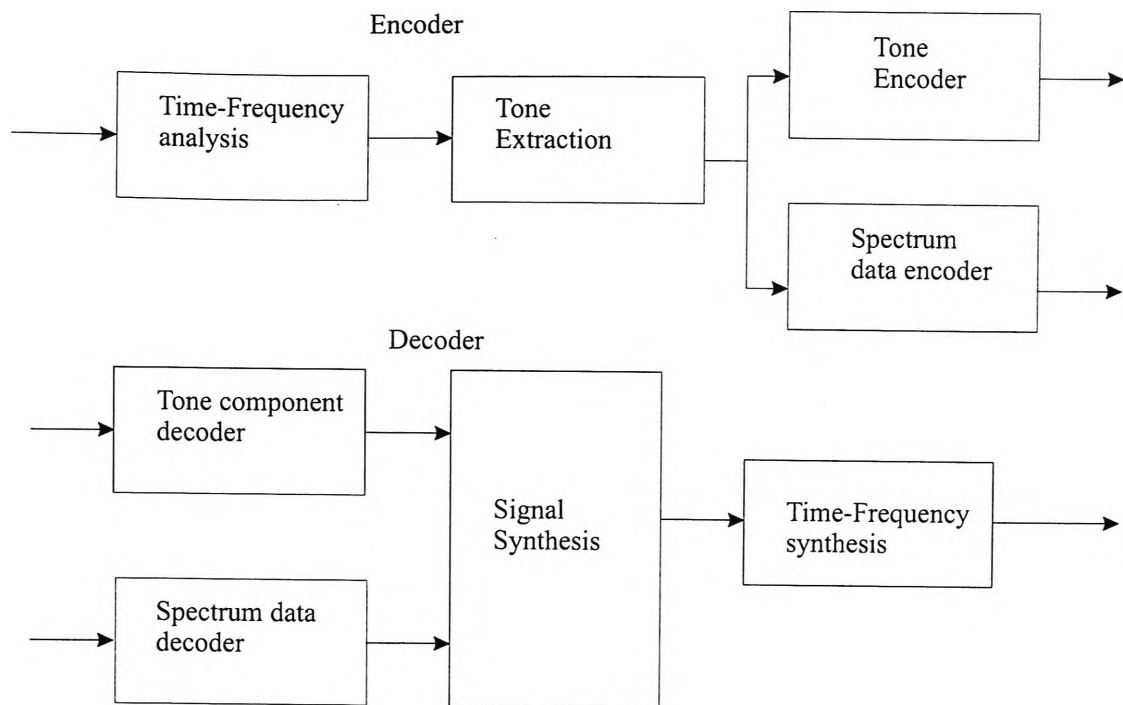 Encoder
Time-Frequency
analysis
Tone
Extraction
Tone
Encoder
Spectrum
data encoder
Decoder
Tone component
decoder
Spectrum data
decoder
Signal
Synthesis
Time-Frequency
synthesis